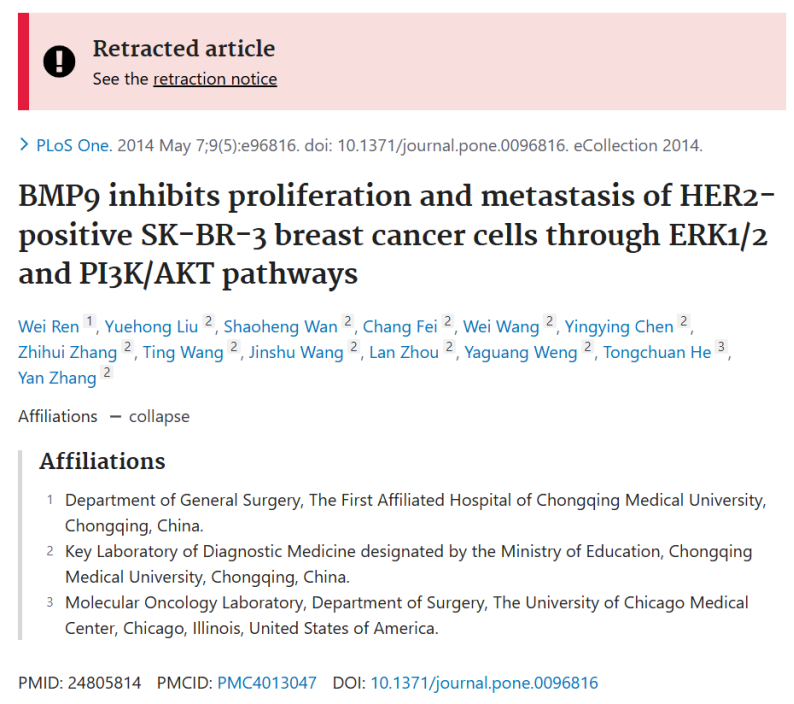 Retracted article
See the retraction notice
PLoS One. 2014 May 7;9(5):e96816. doi: 10.1371/journal.pone.0096816. eCollection 2014.
BMP9 inhibits proliferation and metastasis of HER2-
positive SK-BR-3 breast cancer cells through ERK1/2
and PI3K/AKT pathways
Wei Ren 1, Yuehong Liu 2, Shaoheng Wan 2, Chang Fei 2, Wei Wang 2, Yingying Chen 2,
Zhihui Zhang 2, Ting Wang 2, Jinshu Wang 2, Lan Zhou 2, Yaguang Weng 2, Tongchuan He 3,
Yan Zhang 2
Affiliations — collapse
Affiliations
1 Department of General Surgery, The First Affiliated Hospital of Chongqing Medical University,
Chongqing, China.
2 Key Laboratory of Diagnostic Medicine designated by the Ministry of Education, Chongqing
Medical University, Chongqing, China.
3 Molecular Oncology Laboratory, Department of Surgery, The University of Chicago Medical
Center, Chicago, Illinois, United States of America.
PMID: 24805814 PMCID: PMC4013047 DOI: 10.1371/journal.pone.0096816